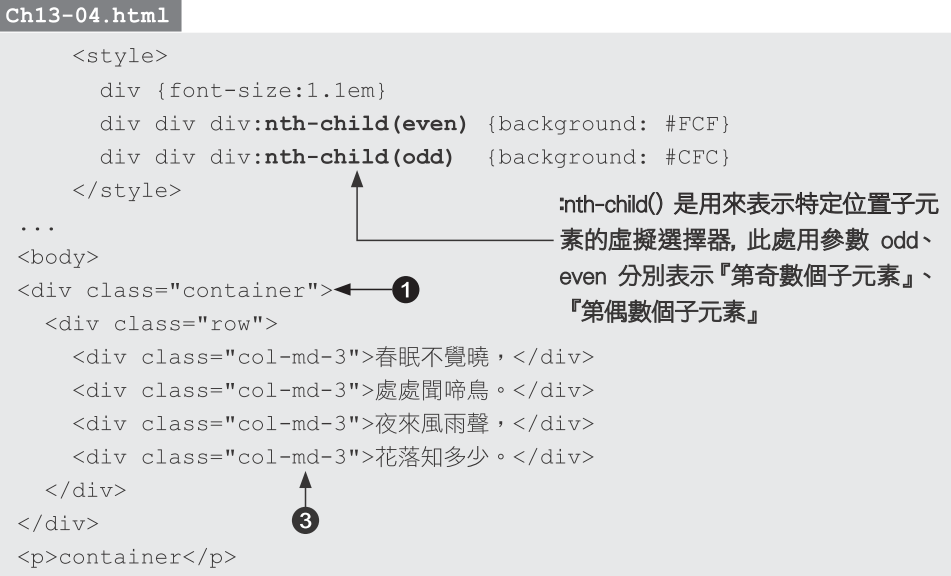 Ch13-04.html
<style>
div {font-size:1.1em}
div div div:nth-child(even) {background: #FCF}
div div div:nth-child(odd) {background: #CFC}
</style>
:nth-child() 是用來表示特定位置子元
素的虛擬選擇器, 此處用參數 odd、
even 分別表示『第奇數個子元素』、
『第偶數個子元素』
...
<body>
<div class="container">
❶
<div class="row">
<div class="col-md-3">春眠不覺曉，</div>
<div class="col-md-3">處處聞啼鳥。</div>
<div class="col-md-3">夜來風雨聲，</div>
<div class="col-md-3">花落知多少。</div>
</div>
❸
</div>
<p>container</p>